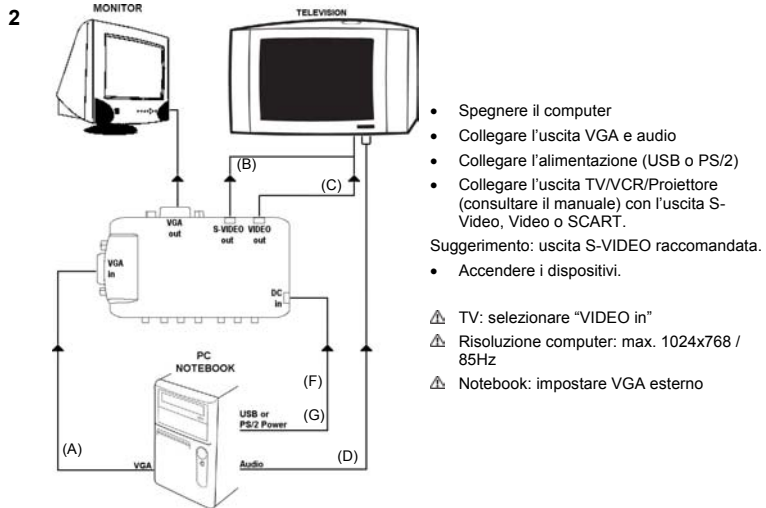 2
MONITOR
TELEVISION
(B)
(C)
VGA
out
S-VIDEO
out
VIDEO
out
VGA
in
DC
in
PC
NOTEBOOK
(F)
(G)
USB or
PS/2 Power
(A)
(D)
VGA
Audio
• Spegnere il computer
• Collegare l’uscita VGA e audio
• Collegare l’alimentazione (USB o PS/2)
• Collegare l’uscita TV/VCR/Proiettore
(consultare il manuale) con l’uscita S-
Video, Video o SCART.
Suggerimento: uscita S-VIDEO raccomandata.
• Accendere i dispositivi.
⚠ TV: selezionare “VIDEO in”
⚠ Risoluzione computer: max. 1024x768 /
85Hz
⚠ Notebook: impostare VGA esterno